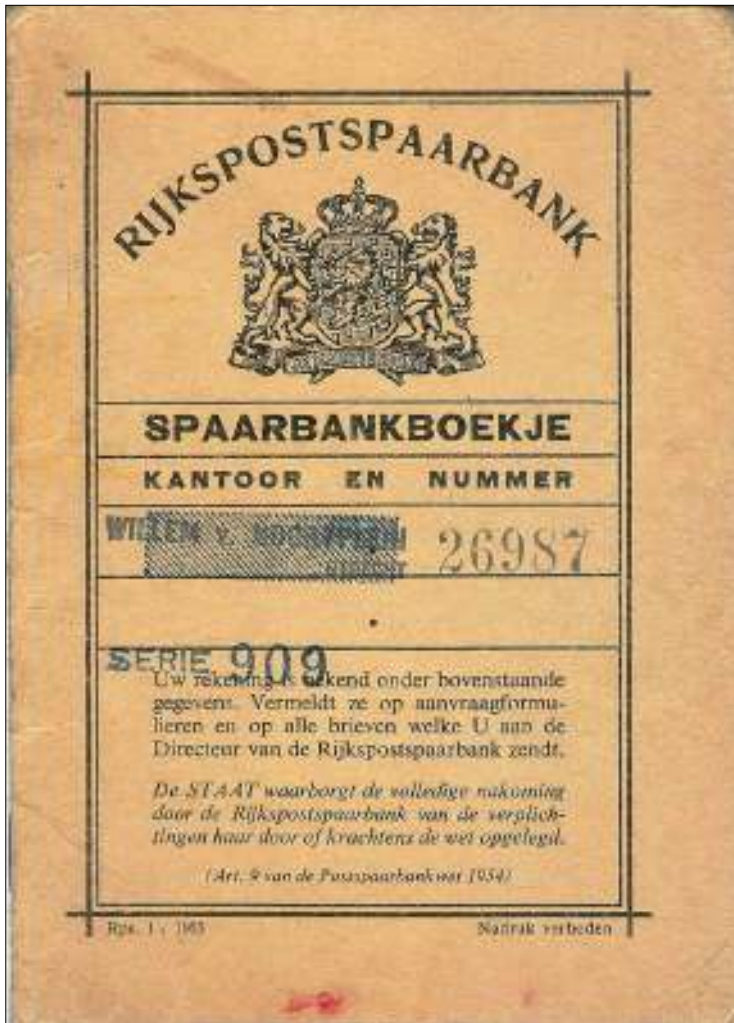 RIJKSPOSTSPAARBANK
SPAARBANKBOEKJE
KANTOOR EN NUMMER
WILLEM v.
26987
SERIE 909
Uw rekening is bekend onder bovenstaande
gegevens. Vermeldt ze op aanvraagformu-
lieren en op alle brieven welke U aan de
Directeur van de Rijkspostspaarbank zendt.
De STAAT waarborgt de volledige nakoming
door de Rijkspostspaarbank van de verplich-
tingen haar door of krachtens de wet opgelegd.
(Art. 9 van de Postspaarbankwet 1954)
Rps. 1
Nadruk verboden